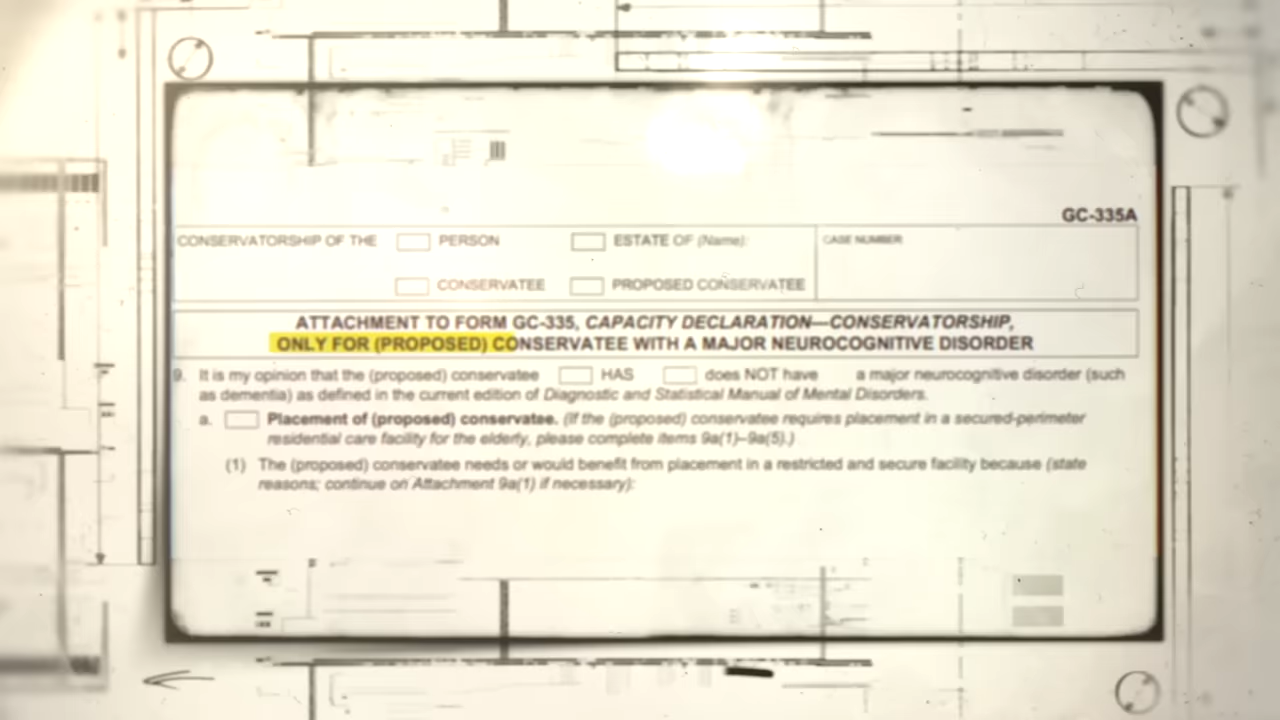 GC-335A
CONSERVATORSHIP OF THE PERSON ESTATE OF (Name): CASE NUMBER
CONSERVATEE PROPOSED CONSERVATEE
ATTACHMENT TO FORM GC-335, CAPACITY DECLARATION—CONSERVATORSHIP,
ONLY FOR (PROPOSED) CONSERVATEE WITH A MAJOR NEUROCOGNITIVE DISORDER
9. It is my opinion that the (proposed) conservatee HAS does NOT have a major neurocognitive disorder (such
as dementia) as defined in the current edition of Diagnostic and Statistical Manual of Mental Disorders.
a. Placement of (proposed) conservatee. (If the (proposed) conservatee requires placement in a secured-perimeter
residential care facility for the elderly, please complete items 9a(1)–9a(5).)
(1) The (proposed) conservatee needs or would benefit from placement in a restricted and secure facility because (state
reasons; continue on Attachment 9a(1) if necessary):